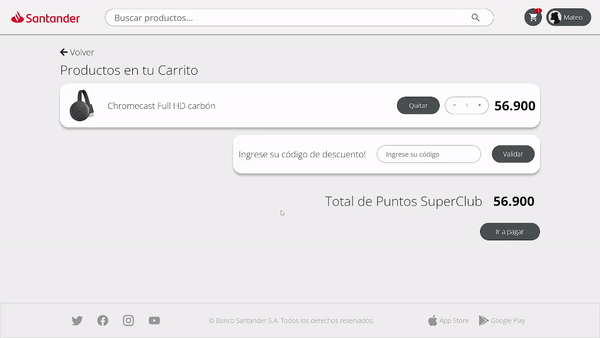 Santander
Buscar productos...
1
Mateo
Volver
Productos en tu Carrito
Chromecast Full HD carbón
Quitar
- 1 +
56.900
Ingrese su código de descuento!
Ingrese su código
Validar
Total de Puntos SuperClub 56.900
Ir a pagar
© Banco Santander S.A. Todos los derechos reservados.
App Store
Google Play